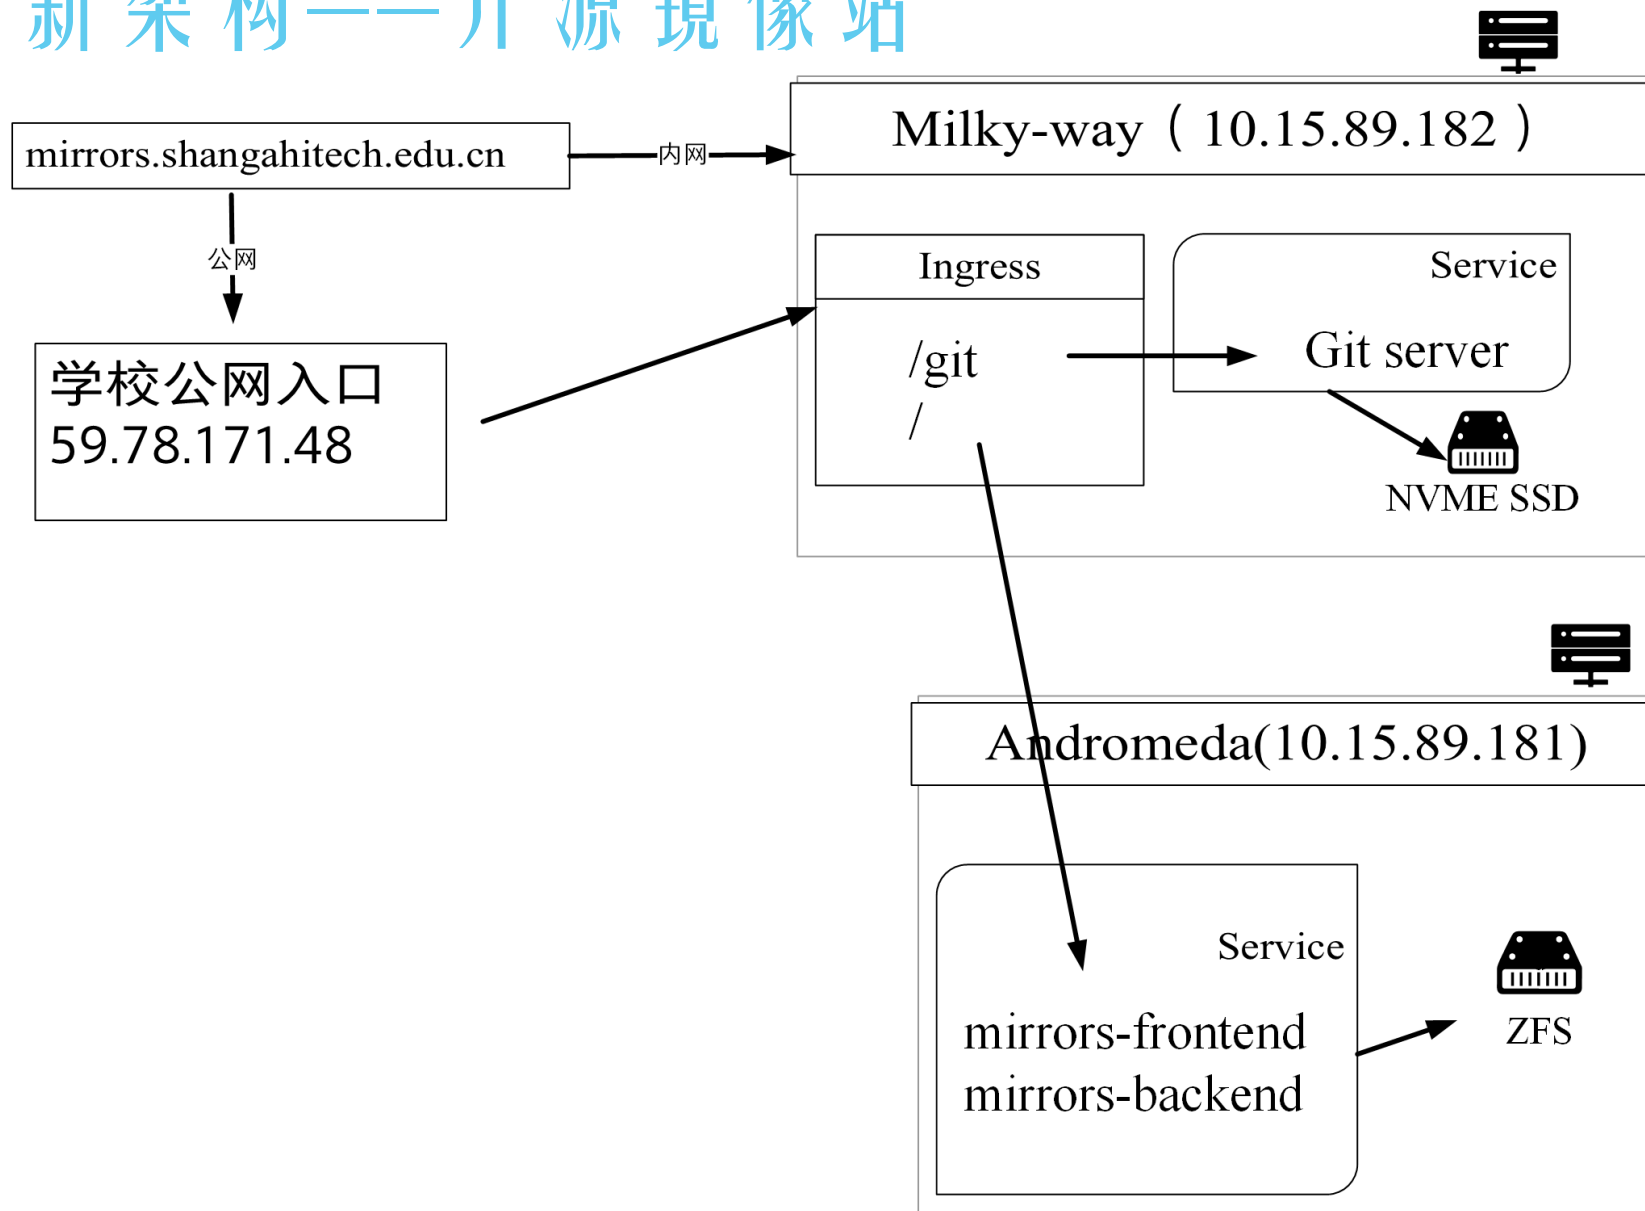 新架构——开源镜像站
mirrors.shangahitech.edu.cn
内网
公网
学校公网入口
59.78.171.48
Milky-way（10.15.89.182）
Ingress
/git
/
Service
Git server
NVME SSD
Andromeda(10.15.89.181)
Service
mirrors-frontend
mirrors-backend
ZFS